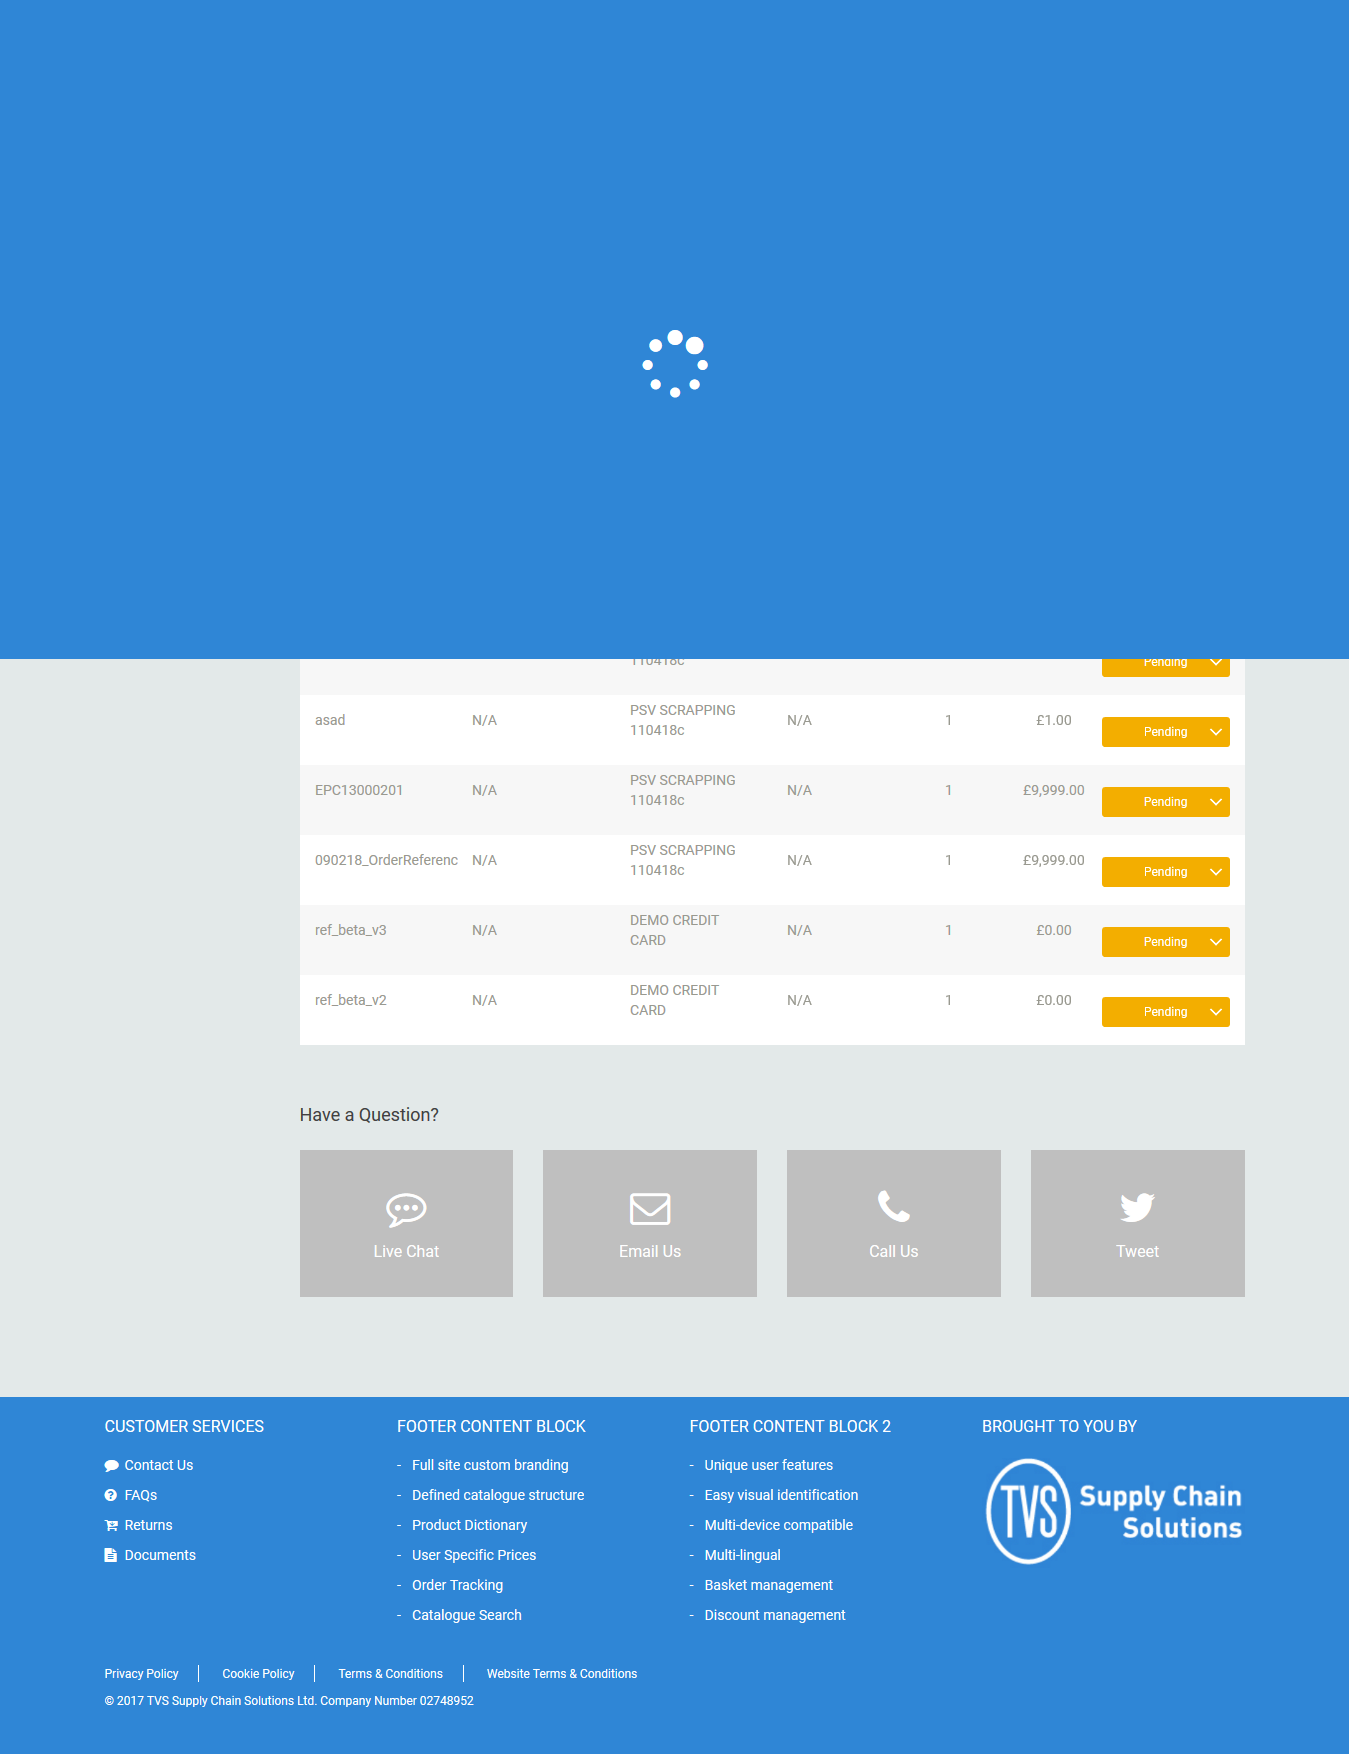 110418c
Pending
asad N/A PSV SCRAPPING 110418c N/A 1 £1.00 Pending
EPC13000201 N/A PSV SCRAPPING 110418c N/A 1 £9,999.00 Pending
090218_OrderReferenc N/A PSV SCRAPPING 110418c N/A 1 £9,999.00 Pending
ref_beta_v3 N/A DEMO CREDIT CARD N/A 1 £0.00 Pending
ref_beta_v2 N/A DEMO CREDIT CARD N/A 1 £0.00 Pending
Have a Question?
Live Chat
Email Us
Call Us
Tweet
CUSTOMER SERVICES
Contact Us
FAQs
Returns
Documents
FOOTER CONTENT BLOCK
- Full site custom branding
- Defined catalogue structure
- Product Dictionary
- User Specific Prices
- Order Tracking
- Catalogue Search
FOOTER CONTENT BLOCK 2
- Unique user features
- Easy visual identification
- Multi-device compatible
- Multi-lingual
- Basket management
- Discount management
BROUGHT TO YOU BY
TVS
Supply Chain
Solutions
Privacy Policy
Cookie Policy
Terms & Conditions
Website Terms & Conditions
© 2017 TVS Supply Chain Solutions Ltd. Company Number 02748952